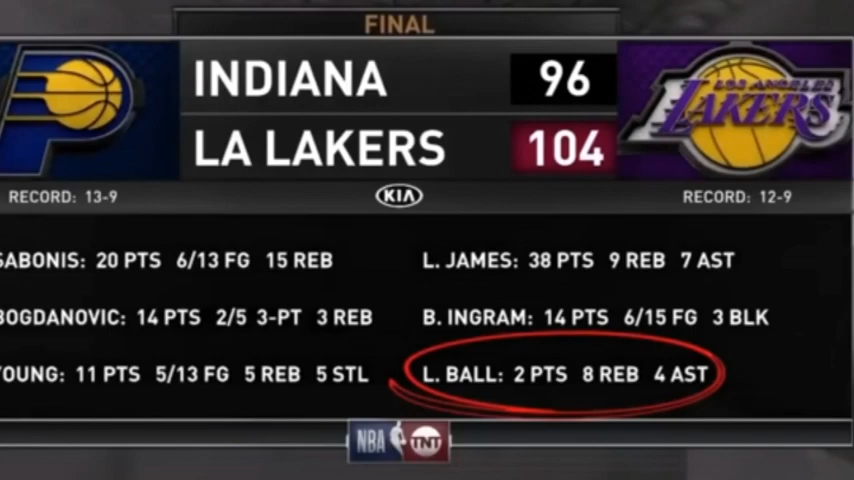 FINAL
INDIANA 96
LA LAKERS 104
LOS ANGELES
LAKERS
RECORD: 13-9
KIA
RECORD: 12-9
SABONIS: 20 PTS 6/13 FG 15 REB
L. JAMES: 38 PTS 9 REB 7 AST
BOGDANOVIC: 14 PTS 2/5 3-PT 3 REB
B. INGRAM: 14 PTS 6/15 FG 3 BLK
YOUNG: 11 PTS 5/13 FG 5 REB 5 STL
L. BALL: 2 PTS 8 REB 4 AST
NBA TNT